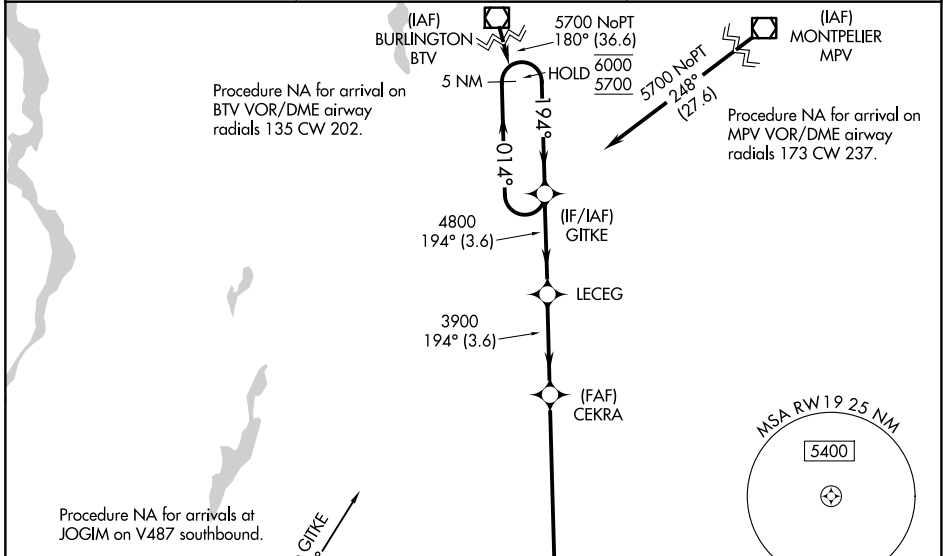 (IAF)
BURLINGTON
BTV
5700 NoPT
180° (36.6)
(IAF)
MONTPELIER
MPV
5 NM
HOLD
6000
5700
5700 NoPT
248°
(27.6)
Procedure NA for arrival on
BTV VOR/DME airway
radials 135 CW 202.
Procedure NA for arrival on
MPV VOR/DME airway
radials 173 CW 237.
194°
014°
(IF/IAF)
GITKE
4800
194° (3.6)
LECEG
3900
194° (3.6)
(FAF)
CEKRA
MSA RW19 25 NM
5400
Procedure NA for arrivals at
JOGIM on V487 southbound.
GITKE